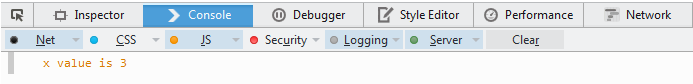 Inspector Console Debugger Style Editor Performance Network
Net CSS JS Security Logging Server Clear
x value is 3